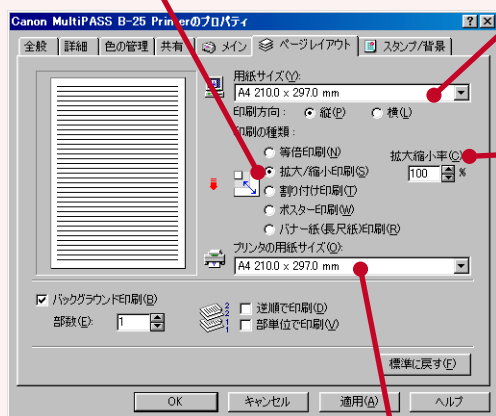 Canon MultiPASS B-25 Printerのプロパティ
全般 詳細 色の管理 共有 メイン ページレイアウト スタンプ/背景
用紙サイズ(Y):
A4 210.0 x 297.0 mm
印刷方向: 縦(P) 横(L)
印刷の種類:
等倍印刷(N) 拡大縮小率(C)
拡大/縮小印刷(S) 100 %
割り付け印刷(T)
ポスター印刷(W)
バナー紙(長尺紙)印刷(R)
プリンタの用紙サイズ(O):
A4 210.0 x 297.0 mm
バックグラウンド印刷(B) 逆順で印刷(D)
部数(E): 1 部単位で印刷(V)
2 2 1 1
標準に戻す(F)
OK キャンセル 適用(A) ヘルプ